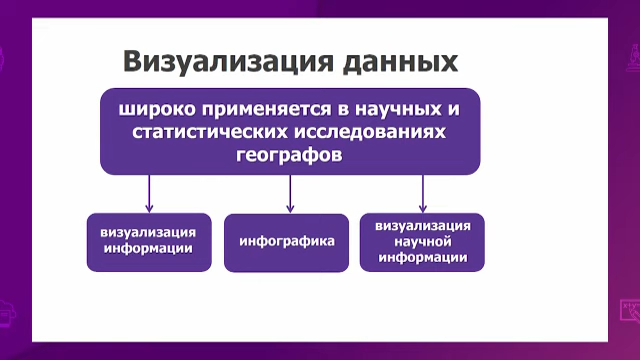 Визуализация данных
широко применяется в научных и
статистических исследованиях
географов
визуализация
информации
инфографика
визуализация
научной
информации